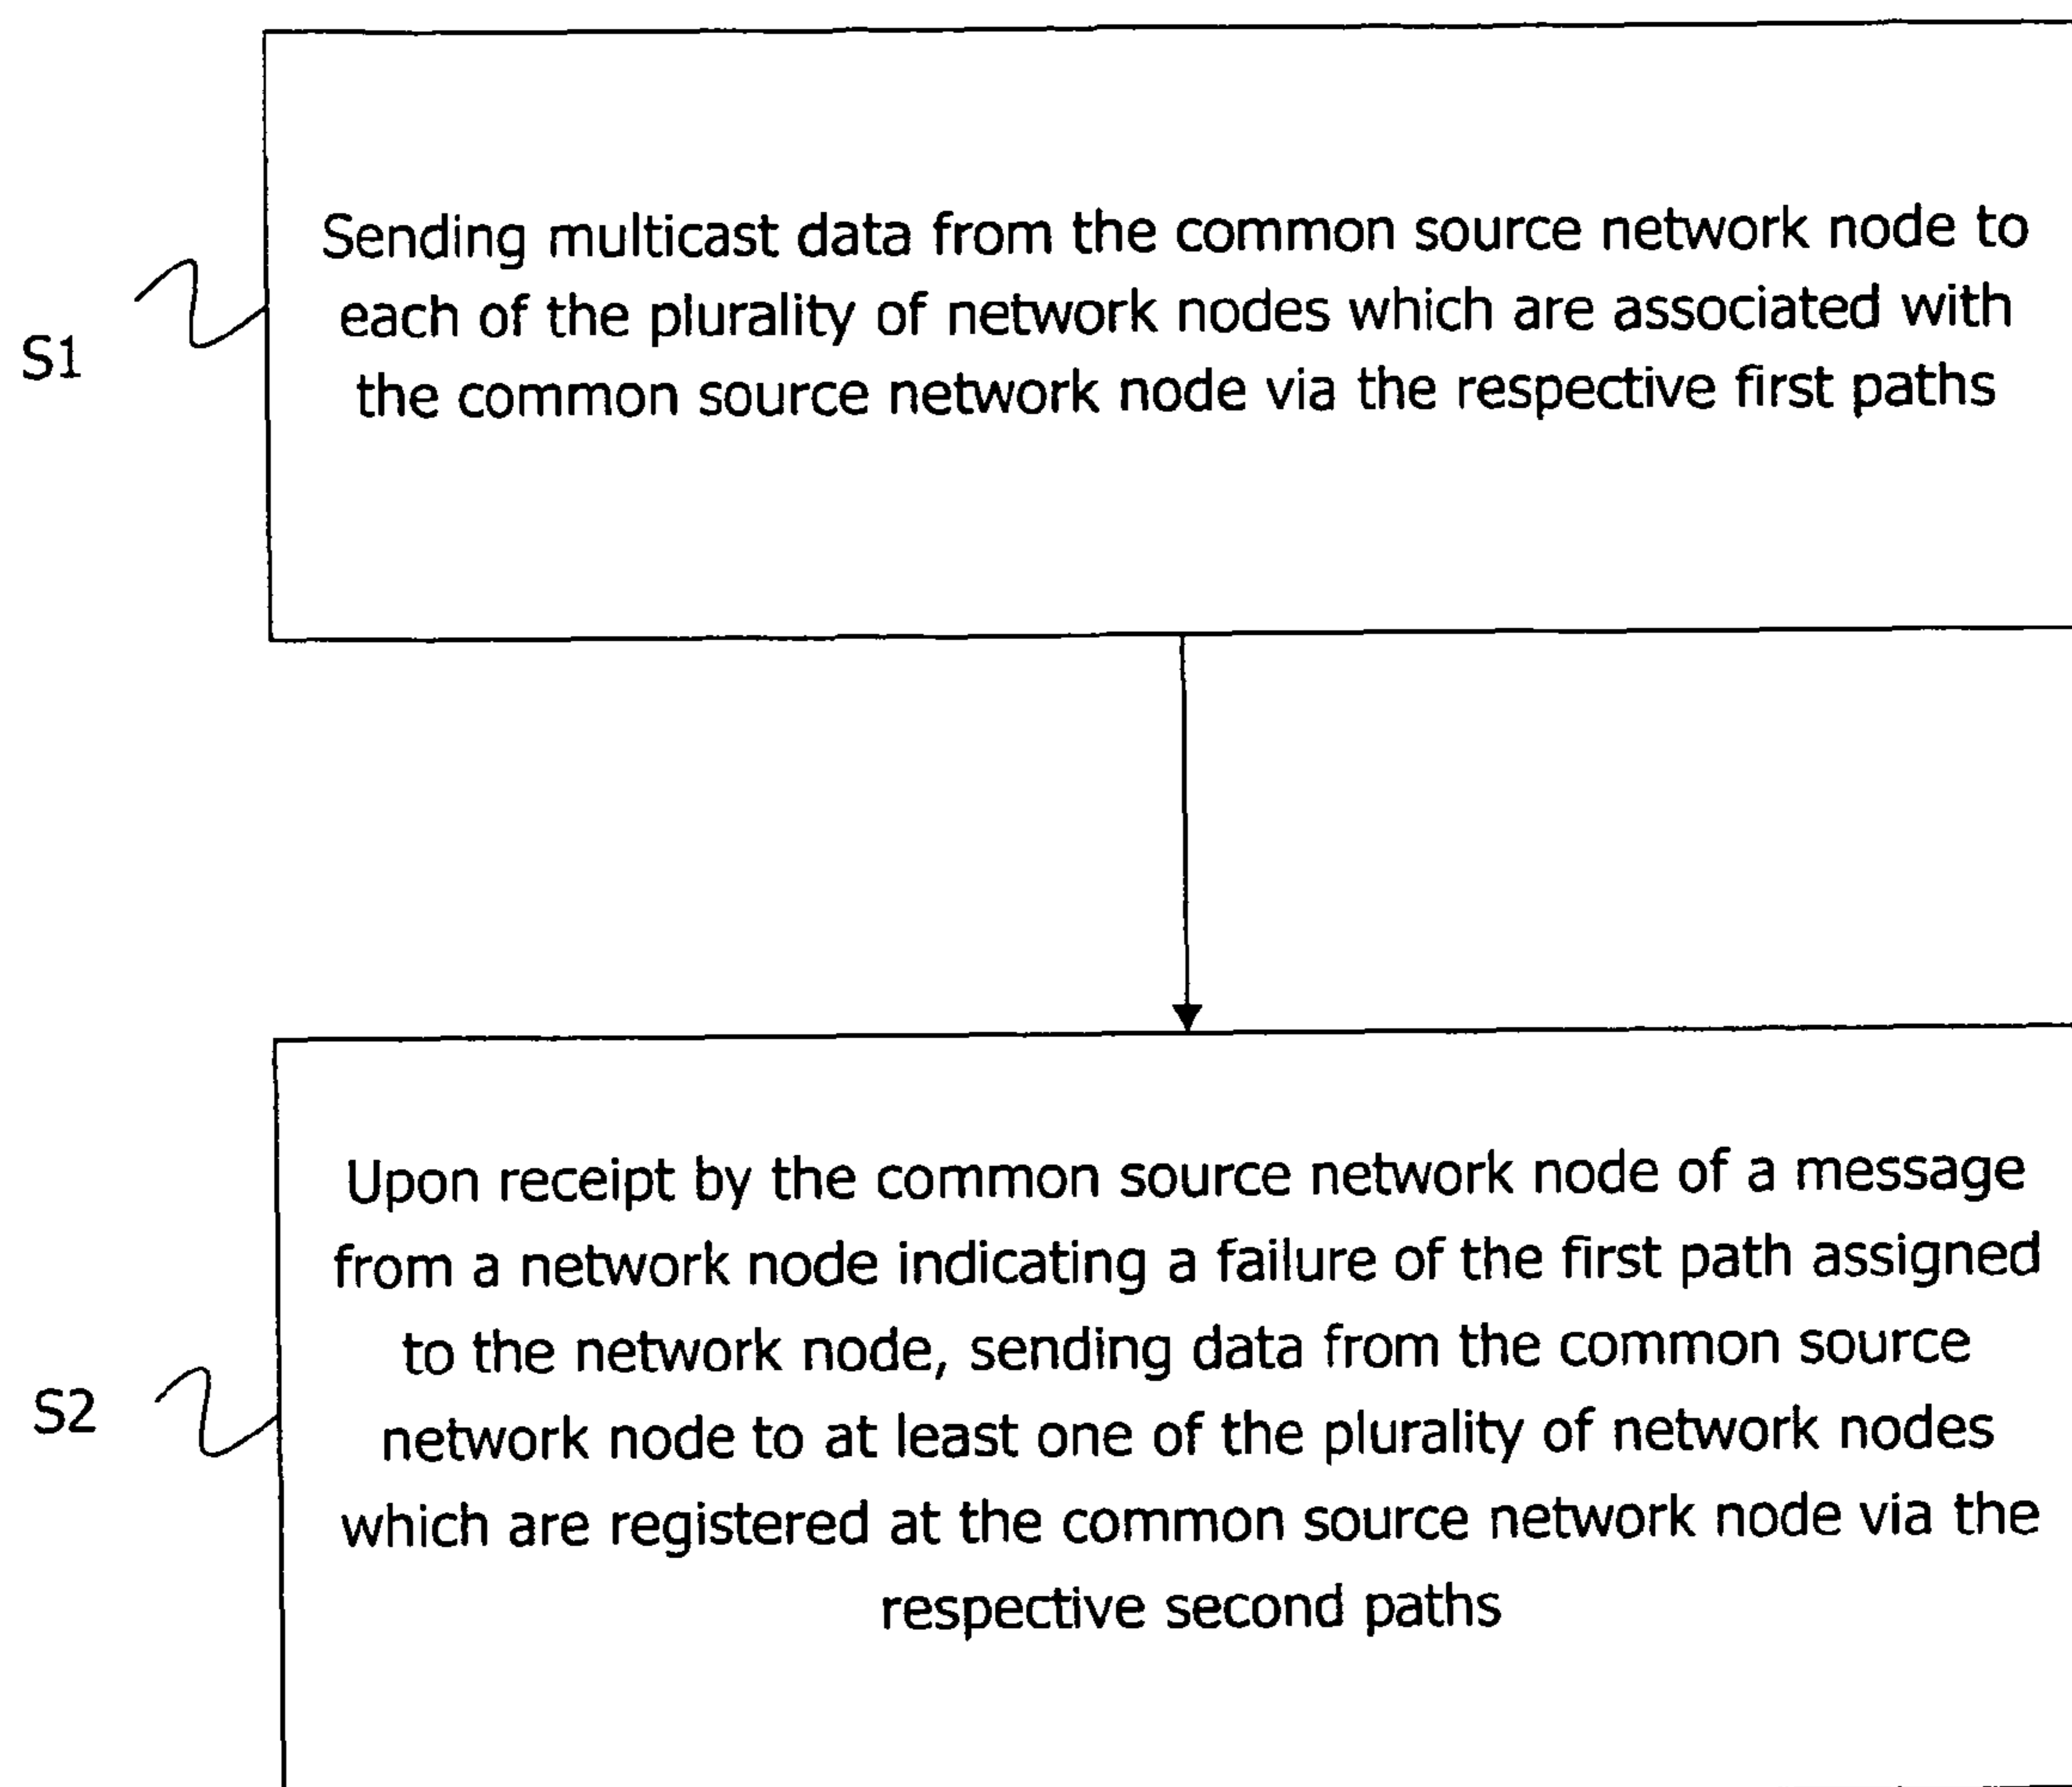 Sending multicast data from the common source network node to
each of the plurality of network nodes which are associated with
the common source network node via the respective first paths
S1
Upon receipt by the common source network node of a message
from a network node indicating a failure of the first path assigned
to the network node, sending data from the common source
network node to at least one of the plurality of network nodes
which are registered at the common source network node via the
respective second paths
S2